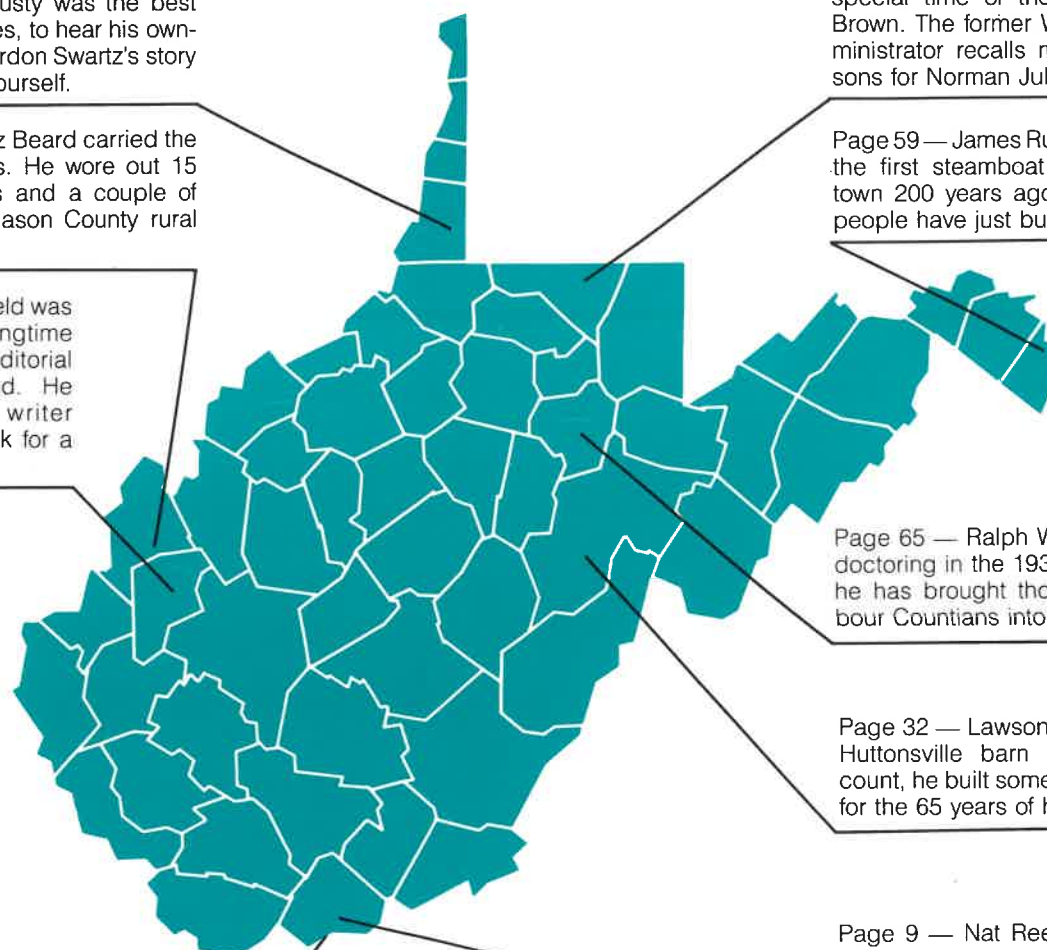 usty was the best
es, to hear his own-
rdon Swartz's story
ourself.
z Beard carried the
s. He wore out 15
s and a couple of
ason County rural
eld was
ngtime
ditorial
d. He
writer
k for a
special time of the
Brown. The former W
ministrator recalls
sons for Norman Jul
Page 59 — James Ru
the first steamboat
town 200 years ago
people have just bu
Page 65 — Ralph W
doctoring in the 193
he has brought tho
bour Countians into
Page 32 — Lawson
Huttonsville barn
count, he built some
for the 65 years of h
Page 9 — Nat Ree